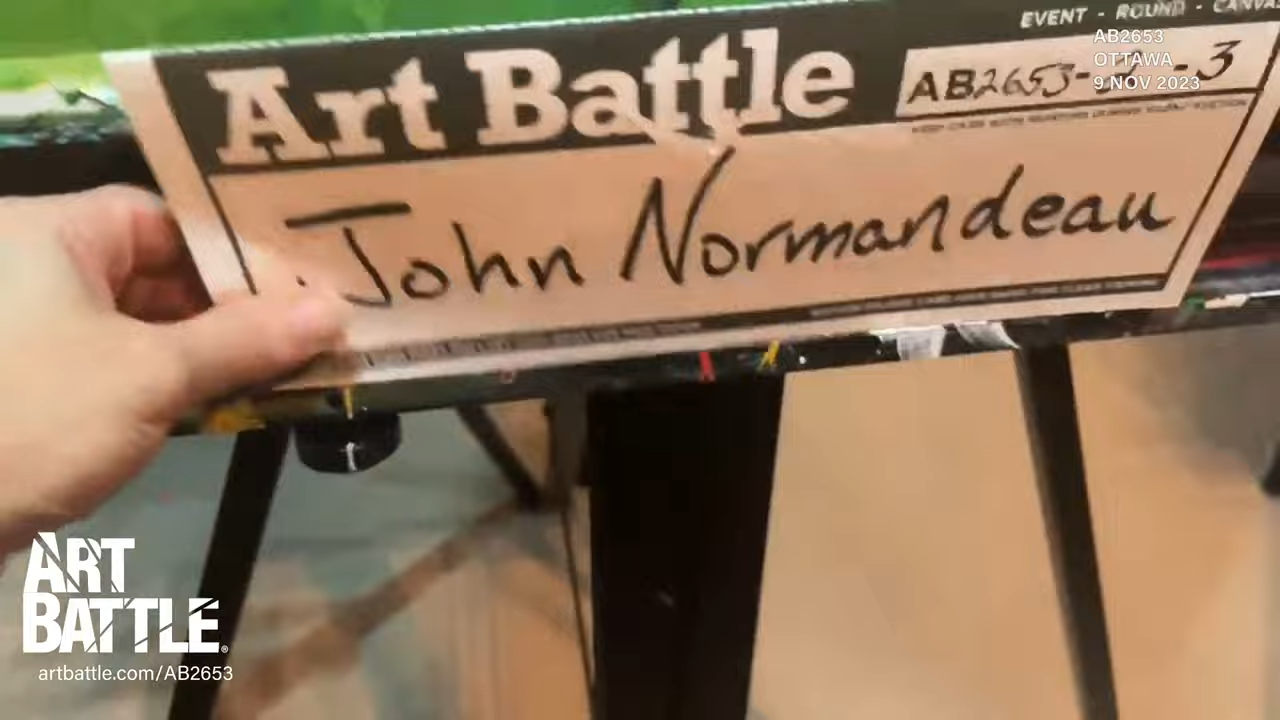 EVENT - ROUND - CANVAS
AB2653
OTTAWA
9 NOV 2023
Art Battle
AB2653- -3
John Normandeau
ART
BATTLE
artbattle.com/AB2653